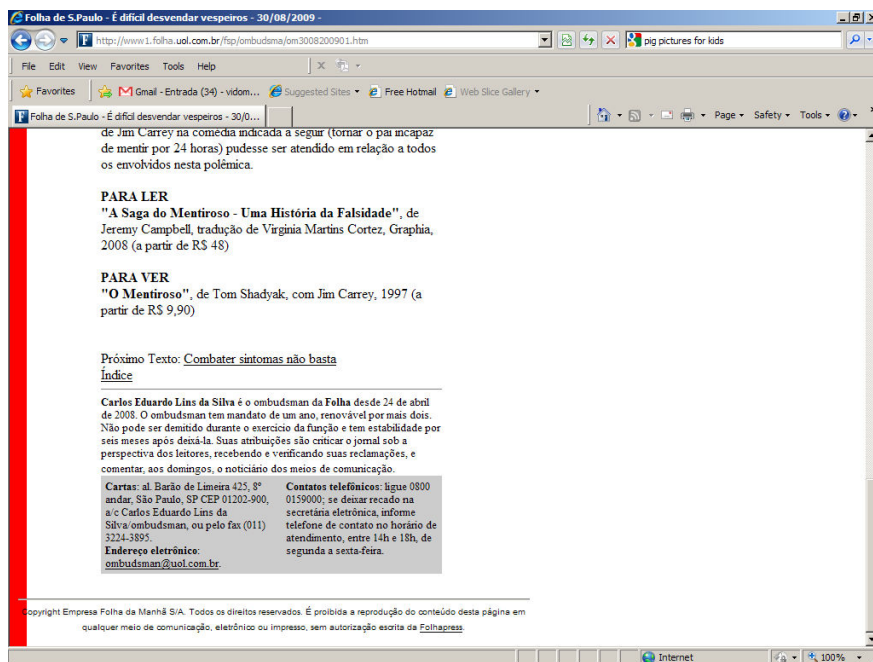 Folha de S.Paulo - É difícil desvendar vespeiros - 30/08/2009 -
http://www1.folha.uol.com.br/fsp/ombudsma/om3008200901.htm
pig pictures for kids
File Edit View Favorites Tools Help
Favorites Gmail - Entrada (34) - vidom... Suggested Sites Free Hotmail Web Slice Gallery
Folha de S.Paulo - É difícil desvendar vespeiros - 30/0... Page Safety Tools
de Jim Carrey na comédia indicada a seguir (tornar o pai incapaz
de mentir por 24 horas) pudesse ser atendido em relação a todos
os envolvidos nesta polêmica.
PARA LER
"A Saga do Mentiroso - Uma História da Falsidade", de
Jeremy Campbell, tradução de Virginia Martins Cortez, Graphia,
2008 (a partir de R$ 48)
PARA VER
"O Mentiroso", de Tom Shadyak, com Jim Carrey, 1997 (a
partir de R$ 9,90)
Próximo Texto: Combater sintomas não basta
Índice
Carlos Eduardo Lins da Silva é o ombudsman da Folha desde 24 de abril
de 2008. O ombudsman tem mandato de um ano, renovável por mais dois.
Não pode ser demitido durante o exercício da função e tem estabilidade por
seis meses após deixá-la. Suas atribuições são criticar o jornal sob a
perspectiva dos leitores, recebendo e verificando suas reclamações, e
comentar, aos domingos, o noticiário dos meios de comunicação.
Cartas: al. Barão de Limeira 425, 8º
andar, São Paulo, SP CEP 01202-900,
a/c Carlos Eduardo Lins da
Silva/ombudsman, ou pelo fax (011)
3224-3895.
Endereço eletrônico:
ombudsman@uol.com.br.
Contatos telefônicos: ligue 0800
0159000; se deixar recado na
secretária eletrônica, informe
telefone de contato no horário de
atendimento, entre 14h e 18h, de
segunda a sexta-feira.
Copyright Empresa Folha da Manhã S/A. Todos os direitos reservados. É proibida a reprodução do conteúdo desta página em
qualquer meio de comunicação, eletrônico ou impresso, sem autorização escrita da Folhapress.
Internet 100%